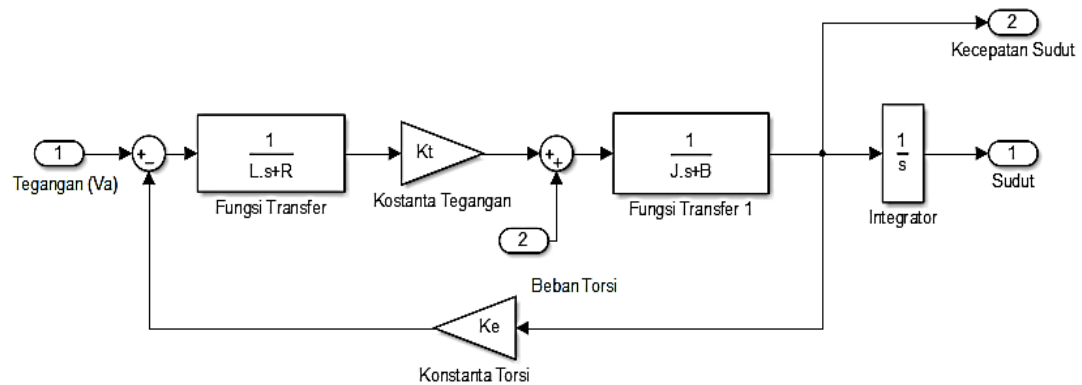 2
Kecepatan Sudut
1
Tegangan (Va)
+
−
1
L.s+R
Fungsi Transfer
Kt
Kostanta Tegangan
+
+
2
Beban Torsi
1
J.s+B
Fungsi Transfer 1
1
s
Integrator
1
Sudut
Ke
Konstanta Torsi